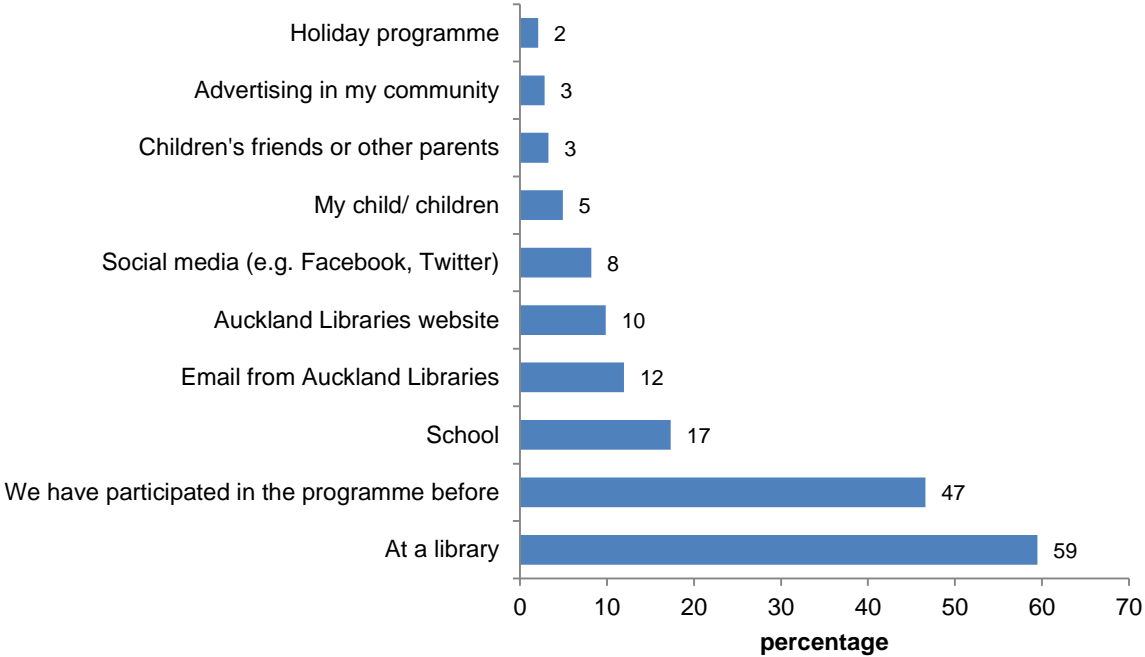 Holiday programme 2
Advertising in my community 3
Children's friends or other parents 3
My child/ children 5
Social media (e.g. Facebook, Twitter) 8
Auckland Libraries website 10
Email from Auckland Libraries 12
School 17
We have participated in the programme before 47
At a library 59
0 10 20 30 40 50 60 70
percentage